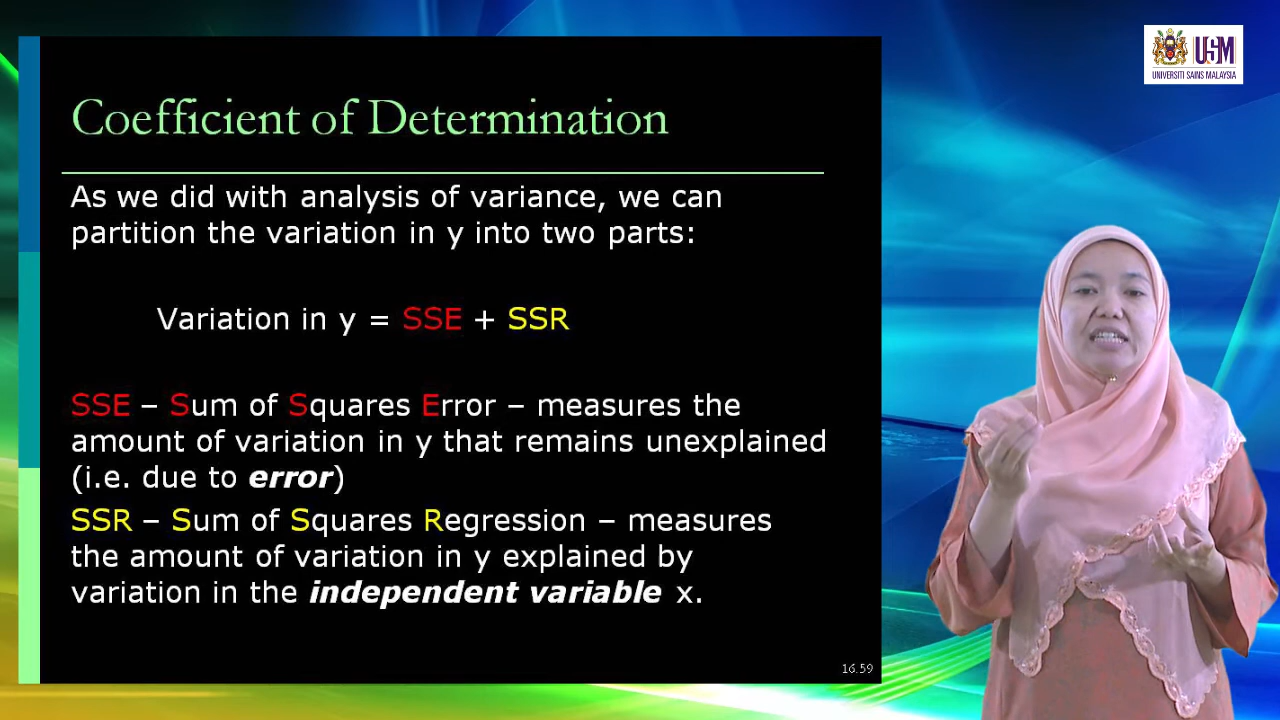 USM
UNIVERSITI SAINS MALAYSIA
Coefficient of Determination
As we did with analysis of variance, we can
partition the variation in y into two parts:
Variation in y = SSE + SSR
SSE – Sum of Squares Error – measures the
amount of variation in y that remains unexplained
(i.e. due to error)
SSR – Sum of Squares Regression – measures
the amount of variation in y explained by
variation in the independent variable x.
16.59